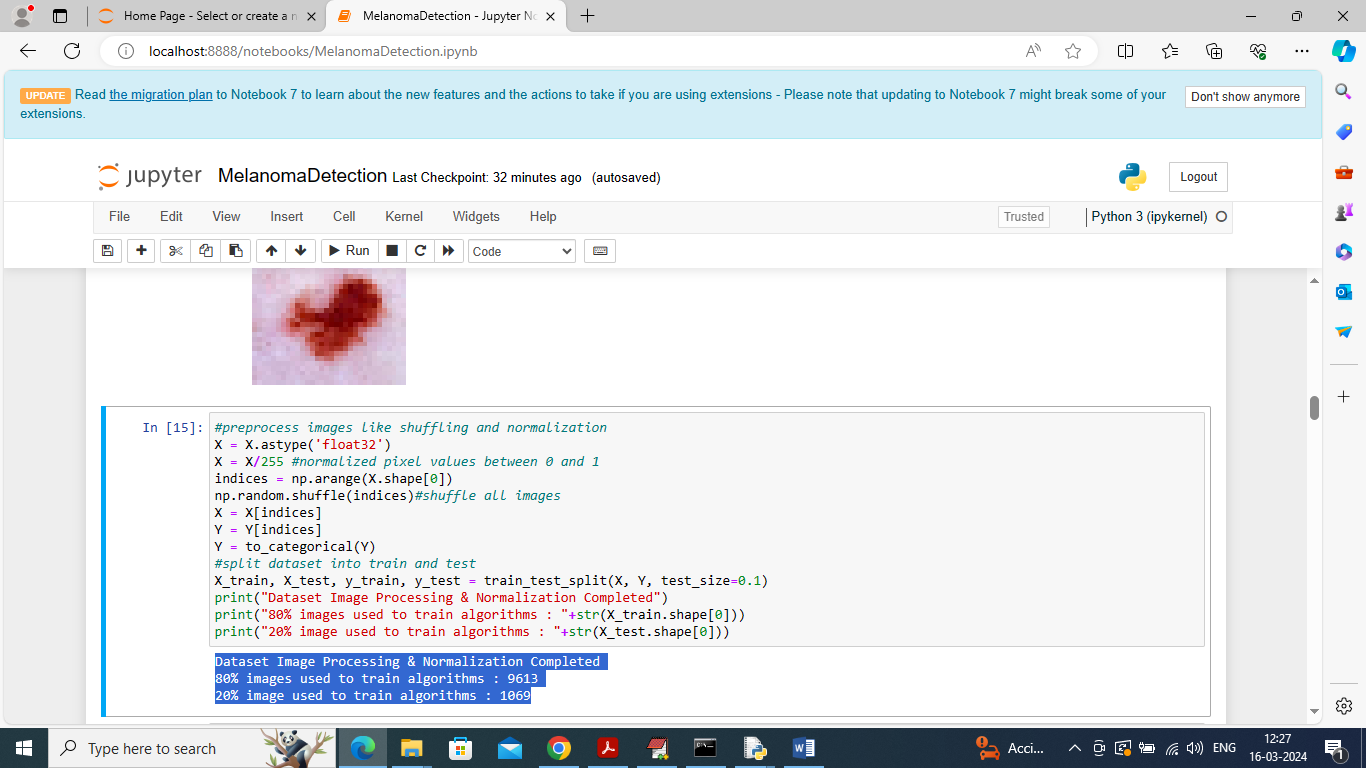 Home Page - Select or create a n
MelanomaDetection - Jupyter No
localhost:8888/notebooks/MelanomaDetection.ipynb
UPDATE Read the migration plan to Notebook 7 to learn about the new features and the actions to take if you are using extensions - Please note that updating to Notebook 7 might break some of your
extensions.
Don't show anymore
jupyter MelanomaDetection Last Checkpoint: 32 minutes ago (autosaved)
Logout
File Edit View Insert Cell Kernel Widgets Help
Trusted
Python 3 (ipykernel)
Run
Code
In [15]:
#preprocess images like shuffling and normalization
X = X.astype('float32')
X = X/255 #normalized pixel values between 0 and 1
indices = np.arange(X.shape[0])
np.random.shuffle(indices)#shuffle all images
X = X[indices]
Y = Y[indices]
Y = to_categorical(Y)
#split dataset into train and test
X_train, X_test, y_train, y_test = train_test_split(X, Y, test_size=0.1)
print("Dataset Image Processing & Normalization Completed")
print("80% images used to train algorithms : "+str(X_train.shape[0]))
print("20% image used to train algorithms : "+str(X_test.shape[0]))
Dataset Image Processing & Normalization Completed
80% images used to train algorithms : 9613
20% image used to train algorithms : 1069
Type here to search
Acci...
ENG
12:27
16-03-2024
1